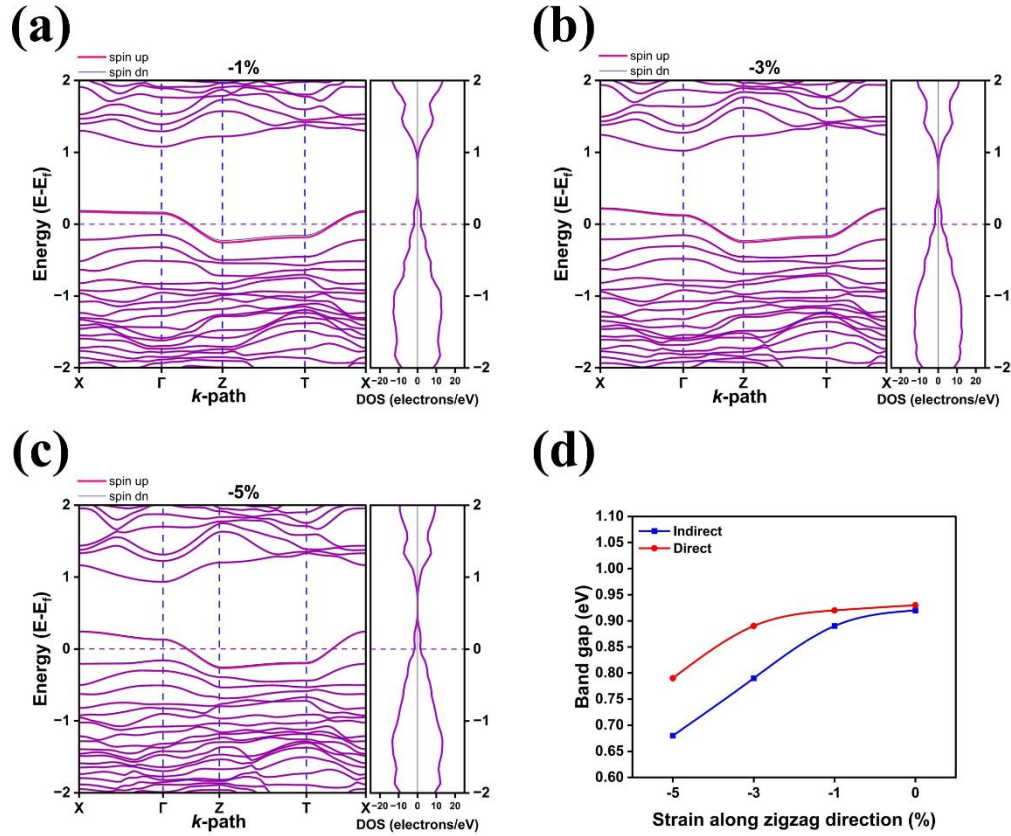 (a)
spin up
spin dn
-1%
2
1
0
−1
−2
Energy (E-Ef)
X Γ Z T X
k-path
2
1
0
−1
−2
−20 −10 0 10 20
DOS (electrons/eV)
(b)
spin up
spin dn
-3%
2
1
0
−1
−2
Energy (E-Ef)
X Γ Z T X
k-path
2
1
0
−1
−2
−20 −10 0 10 20
DOS (electrons/eV)
(c)
spin up
spin dn
-5%
2
1
0
−1
−2
Energy (E-Ef)
X Γ Z T X
k-path
2
1
0
−1
−2
−20 −10 0 10 20
DOS (electrons/eV)
(d)
Indirect
Direct
1.10
1.05
1.00
0.95
0.90
0.85
0.80
0.75
0.70
0.65
0.60
Band gap (eV)
-5 -3 -1 0
Strain along zigzag direction (%)